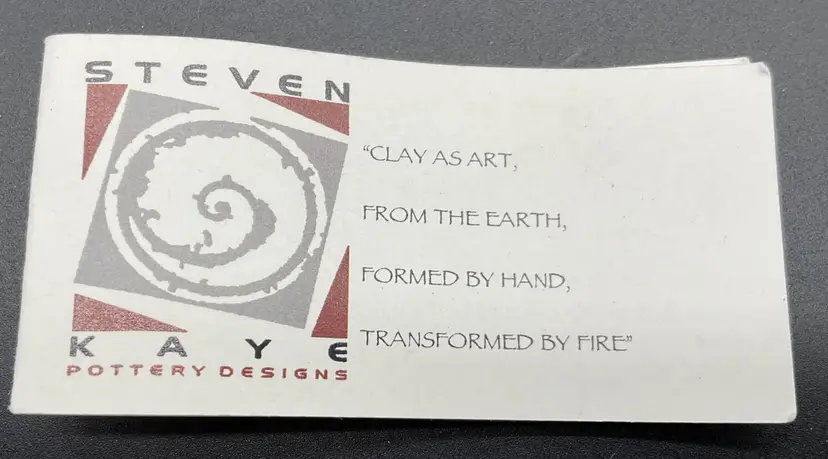 STEVEN
KAYE
POTTERY DESIGNS
“CLAY AS ART,
FROM THE EARTH,
FORMED BY HAND,
TRANSFORMED BY FIRE”